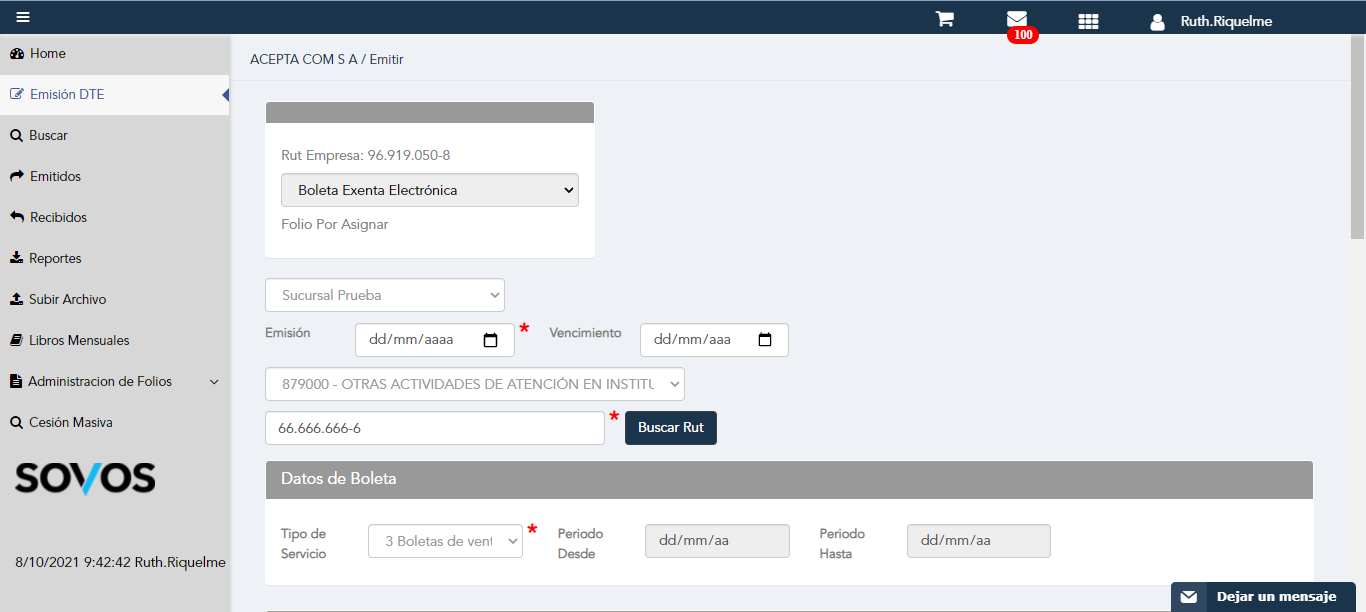 100
Ruth.Riquelme
Home
Emisión DTE
Buscar
Emitidos
Recibidos
Reportes
Subir Archivo
Libros Mensuales
Administracion de Folios
Cesión Masiva
SOVOS
8/10/2021 9:42:42 Ruth.Riquelme
ACEPTA COM S A / Emitir
Rut Empresa: 96.919.050-8
Boleta Exenta Electrónica
Folio Por Asignar
Sucursal Prueba
Emisión dd/mm/aaaa * Vencimiento dd/mm/aaa
879000 - OTRAS ACTIVIDADES DE ATENCIÓN EN INSTITU
66.666.666-6 * Buscar Rut
Datos de Boleta
Tipo de Servicio 3 Boletas de vent * Periodo Desde dd/mm/aa Periodo Hasta dd/mm/aa
Dejar un mensaje